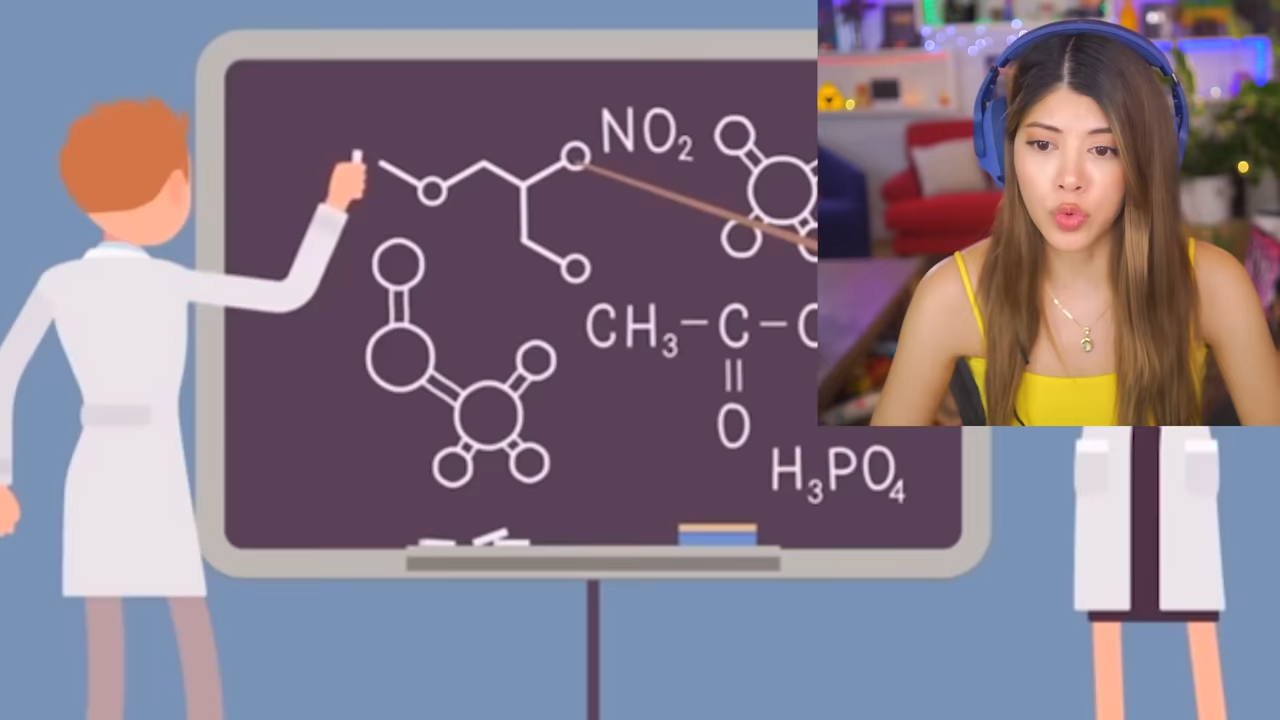 NO₂
CH₃–C–C
||
O
H₃PO₄